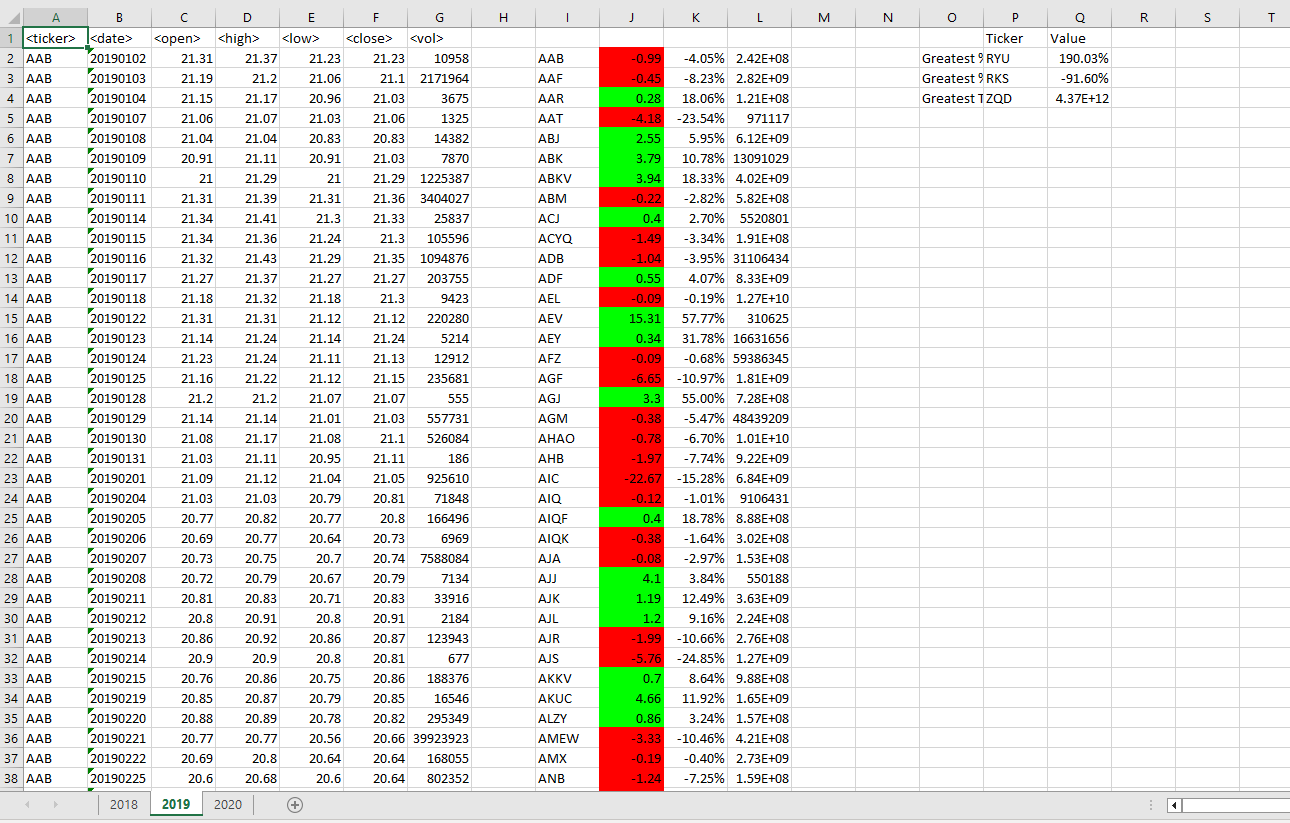 A B C D E F G H I J K L M N O P Q R S T
1 <ticker> <date> <open> <high> <low> <close> <vol> Ticker Value
2 AAB 20190102 21.31 21.37 21.23 21.23 10958 AAB -0.99 -4.05% 2.42E+08 Greatest % RYU 190.03%
3 AAB 20190103 21.19 21.2 21.06 21.1 2171964 AAF -0.45 -8.23% 2.82E+09 Greatest % RKS -91.60%
4 AAB 20190104 21.15 21.17 20.96 21.03 3675 AAR 0.28 18.06% 1.21E+08 Greatest T ZQD 4.37E+12
5 AAB 20190107 21.06 21.07 21.03 21.06 1325 AAT -4.18 -23.54% 971117
6 AAB 20190108 21.04 21.04 20.83 20.83 14382 ABJ 2.55 5.95% 6.12E+09
7 AAB 20190109 20.91 21.11 20.91 21.03 7870 ABK 3.79 10.78% 13091029
8 AAB 20190110 21 21.29 21 21.29 1225387 ABKV 3.94 18.33% 4.02E+09
9 AAB 20190111 21.31 21.39 21.31 21.36 3404027 ABM -0.22 -2.82% 5.82E+08
10 AAB 20190114 21.34 21.41 21.3 21.33 25837 ACJ 0.4 2.70% 5520801
11 AAB 20190115 21.34 21.36 21.24 21.3 105596 ACYQ -1.49 -3.34% 1.91E+08
12 AAB 20190116 21.32 21.43 21.29 21.35 1094876 ADB -1.04 -3.95% 31106434
13 AAB 20190117 21.27 21.37 21.27 21.27 203755 ADF 0.55 4.07% 8.33E+09
14 AAB 20190118 21.18 21.32 21.18 21.3 9423 AEL -0.09 -0.19% 1.27E+10
15 AAB 20190122 21.31 21.31 21.12 21.12 220280 AEV 15.31 57.77% 310625
16 AAB 20190123 21.14 21.24 21.14 21.24 5214 AEY 0.34 31.78% 16631656
17 AAB 20190124 21.23 21.24 21.11 21.13 12912 AFZ -0.09 -0.68% 59386345
18 AAB 20190125 21.16 21.22 21.12 21.15 235681 AGF -6.65 -10.97% 1.81E+09
19 AAB 20190128 21.2 21.2 21.07 21.07 555 AGJ 3.3 55.00% 7.28E+08
20 AAB 20190129 21.14 21.14 21.01 21.03 557731 AGM -0.38 -5.47% 48439209
21 AAB 20190130 21.08 21.17 21.08 21.1 526084 AHAO -0.78 -6.70% 1.01E+10
22 AAB 20190131 21.03 21.11 20.95 21.11 186 AHB -1.97 -7.74% 9.22E+09
23 AAB 20190201 21.09 21.12 21.04 21.05 925610 AIC -22.67 -15.28% 6.84E+09
24 AAB 20190204 21.03 21.03 20.79 20.81 71848 AIQ -0.12 -1.01% 9106431
25 AAB 20190205 20.77 20.82 20.77 20.8 166496 AIQF 0.4 18.78% 8.88E+08
26 AAB 20190206 20.69 20.77 20.64 20.73 6969 AIQK -0.38 -1.64% 3.02E+08
27 AAB 20190207 20.73 20.75 20.7 20.74 7588084 AJA -0.08 -2.97% 1.53E+08
28 AAB 20190208 20.72 20.79 20.67 20.79 7134 AJJ 4.1 3.84% 550188
29 AAB 20190211 20.81 20.83 20.71 20.83 33916 AJK 1.19 12.49% 3.63E+09
30 AAB 20190212 20.8 20.91 20.8 20.91 2184 AJL 1.2 9.16% 2.24E+08
31 AAB 20190213 20.86 20.92 20.86 20.87 123943 AJR -1.99 -10.66% 2.76E+08
32 AAB 20190214 20.9 20.9 20.8 20.81 677 AJS -5.76 -24.85% 1.27E+09
33 AAB 20190215 20.76 20.86 20.75 20.86 188376 AKKV 0.7 8.64% 9.88E+08
34 AAB 20190219 20.85 20.87 20.79 20.85 16546 AKUC 4.66 11.92% 1.65E+09
35 AAB 20190220 20.88 20.89 20.78 20.82 295349 ALZY 0.86 3.24% 1.57E+08
36 AAB 20190221 20.77 20.77 20.56 20.66 39923923 AMEW -3.33 -10.46% 4.21E+08
37 AAB 20190222 20.69 20.8 20.64 20.64 168055 AMX -0.19 -0.40% 2.73E+09
38 AAB 20190225 20.6 20.68 20.6 20.64 802352 ANB -1.24 -7.25% 1.59E+08
2018 2019 2020